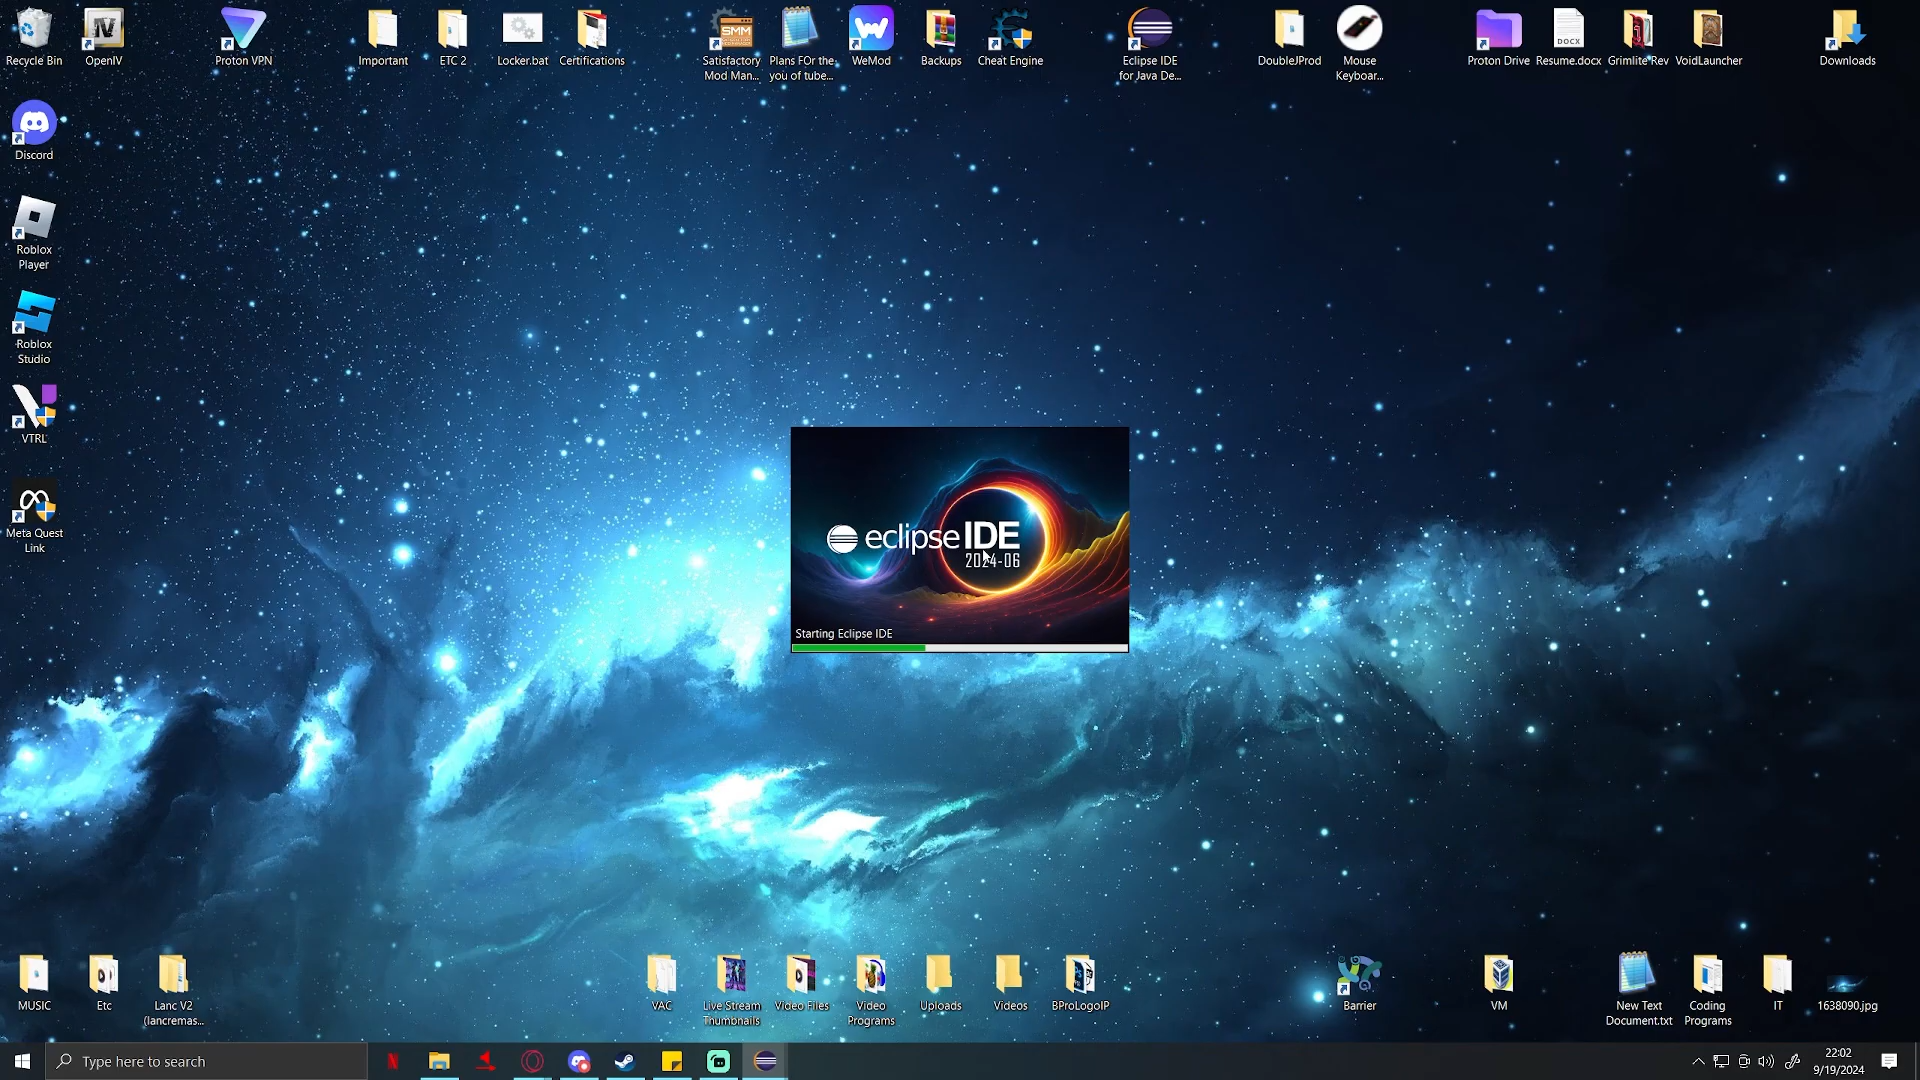 Recycle Bin
OpenIV
Proton VPN
Important
ETC 2
Locker.bat
Certifications
SMM
Satisfactory
Mod Man...
Plans FOr the
you of tube...
WeMod
Backups
Cheat Engine
Eclipse IDE
for Java De...
DoubleJProd
Mouse
Keyboar...
Proton Drive
DOCX
Resume.docx
Grimlite Rev
VoidLauncher
Downloads
Discord
Roblox
Player
Roblox
Studio
VTRL
Meta Quest
Link
eclipse IDE
2024-06
Starting Eclipse IDE
MUSIC
Etc
Lanc V2
(lancremas...
VAC
Live Stream
Thumbnails
Video Files
Video
Programs
Uploads
Videos
BProLogoIP
Barrier
VM
New Text
Document.txt
Coding
Programs
IT
1638090.jpg
Type here to search
22:02
9/19/2024